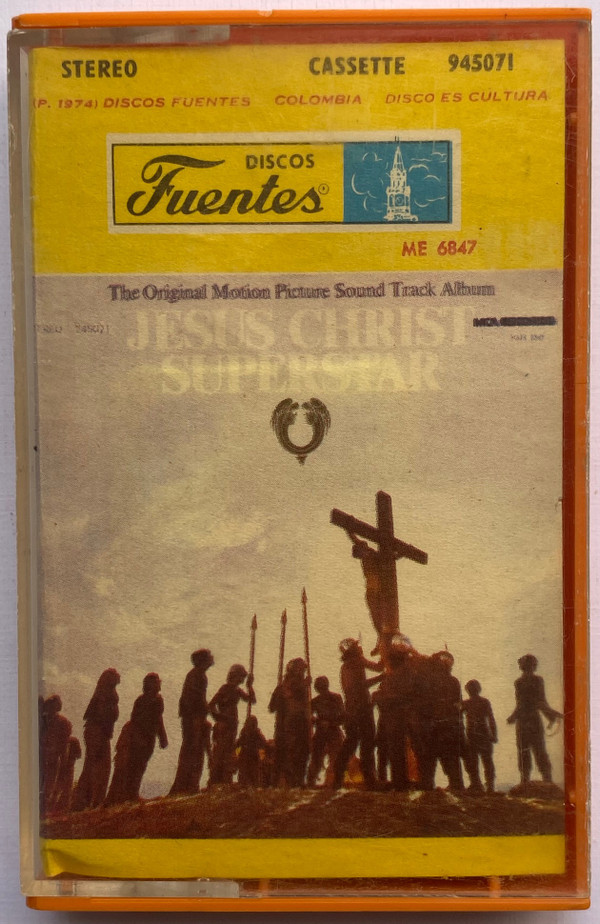 STEREO CASSETTE 945071
(P. 1974) DISCOS FUENTES COLOMBIA DISCO ES CULTURA
DISCOS
Fuentes®
ME 6847
The Original Motion Picture Sound Track Album
JESUS CHRIST
SUPERSTAR